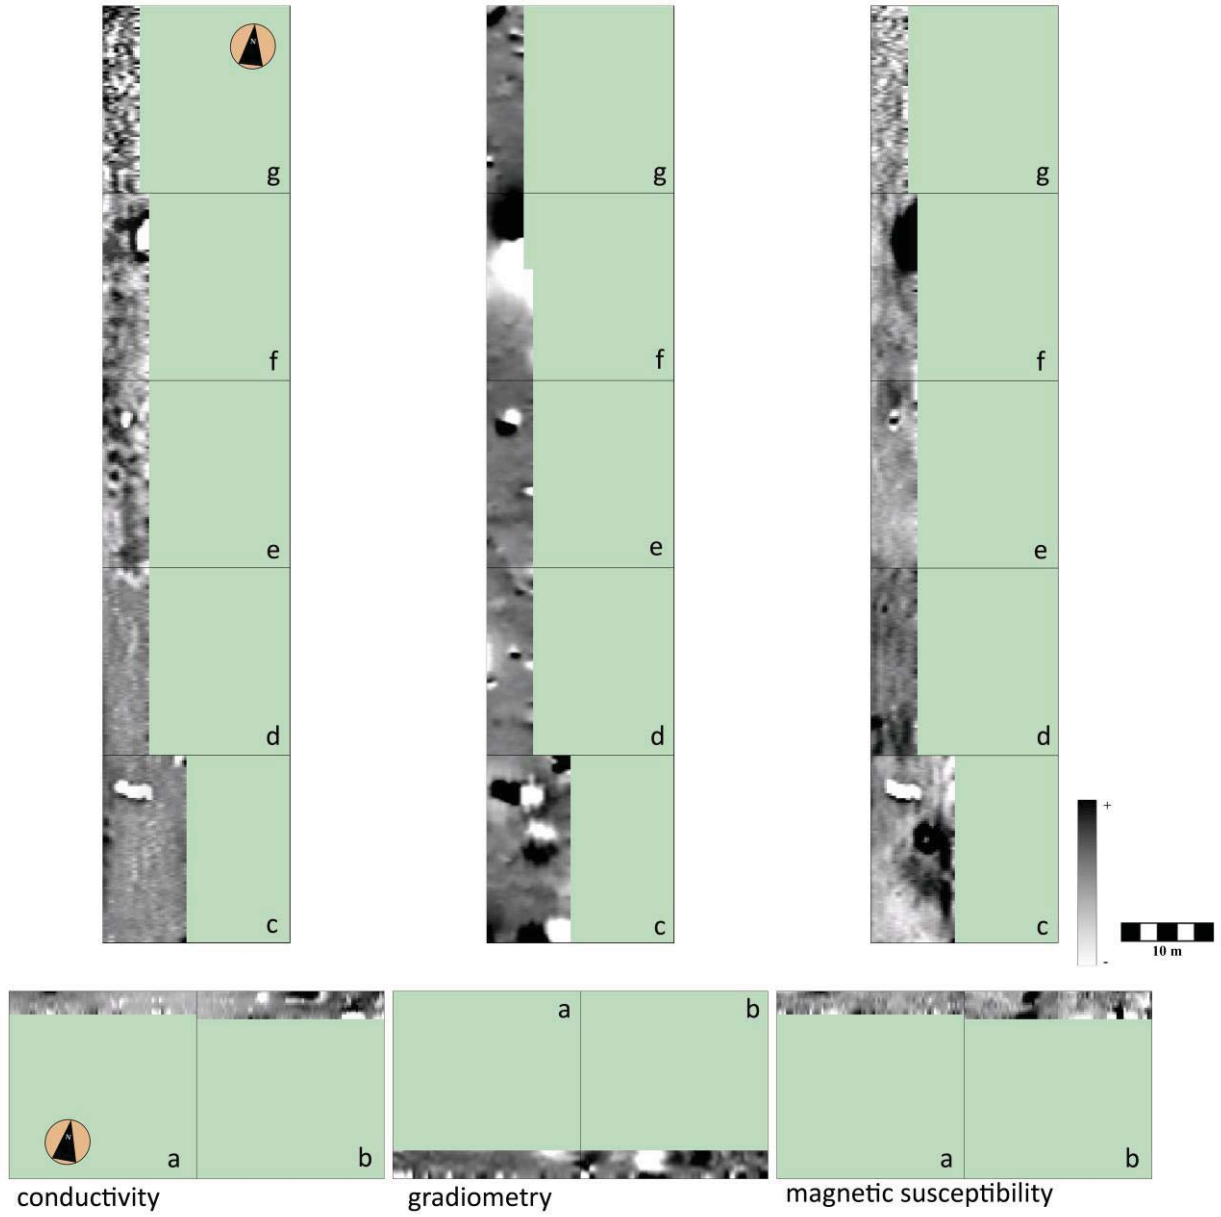 N
g g g
f f f
e e e
d d d
c c c
+
-
10 m
a b
a b a b
N
conductivity gradiometry magnetic susceptibility